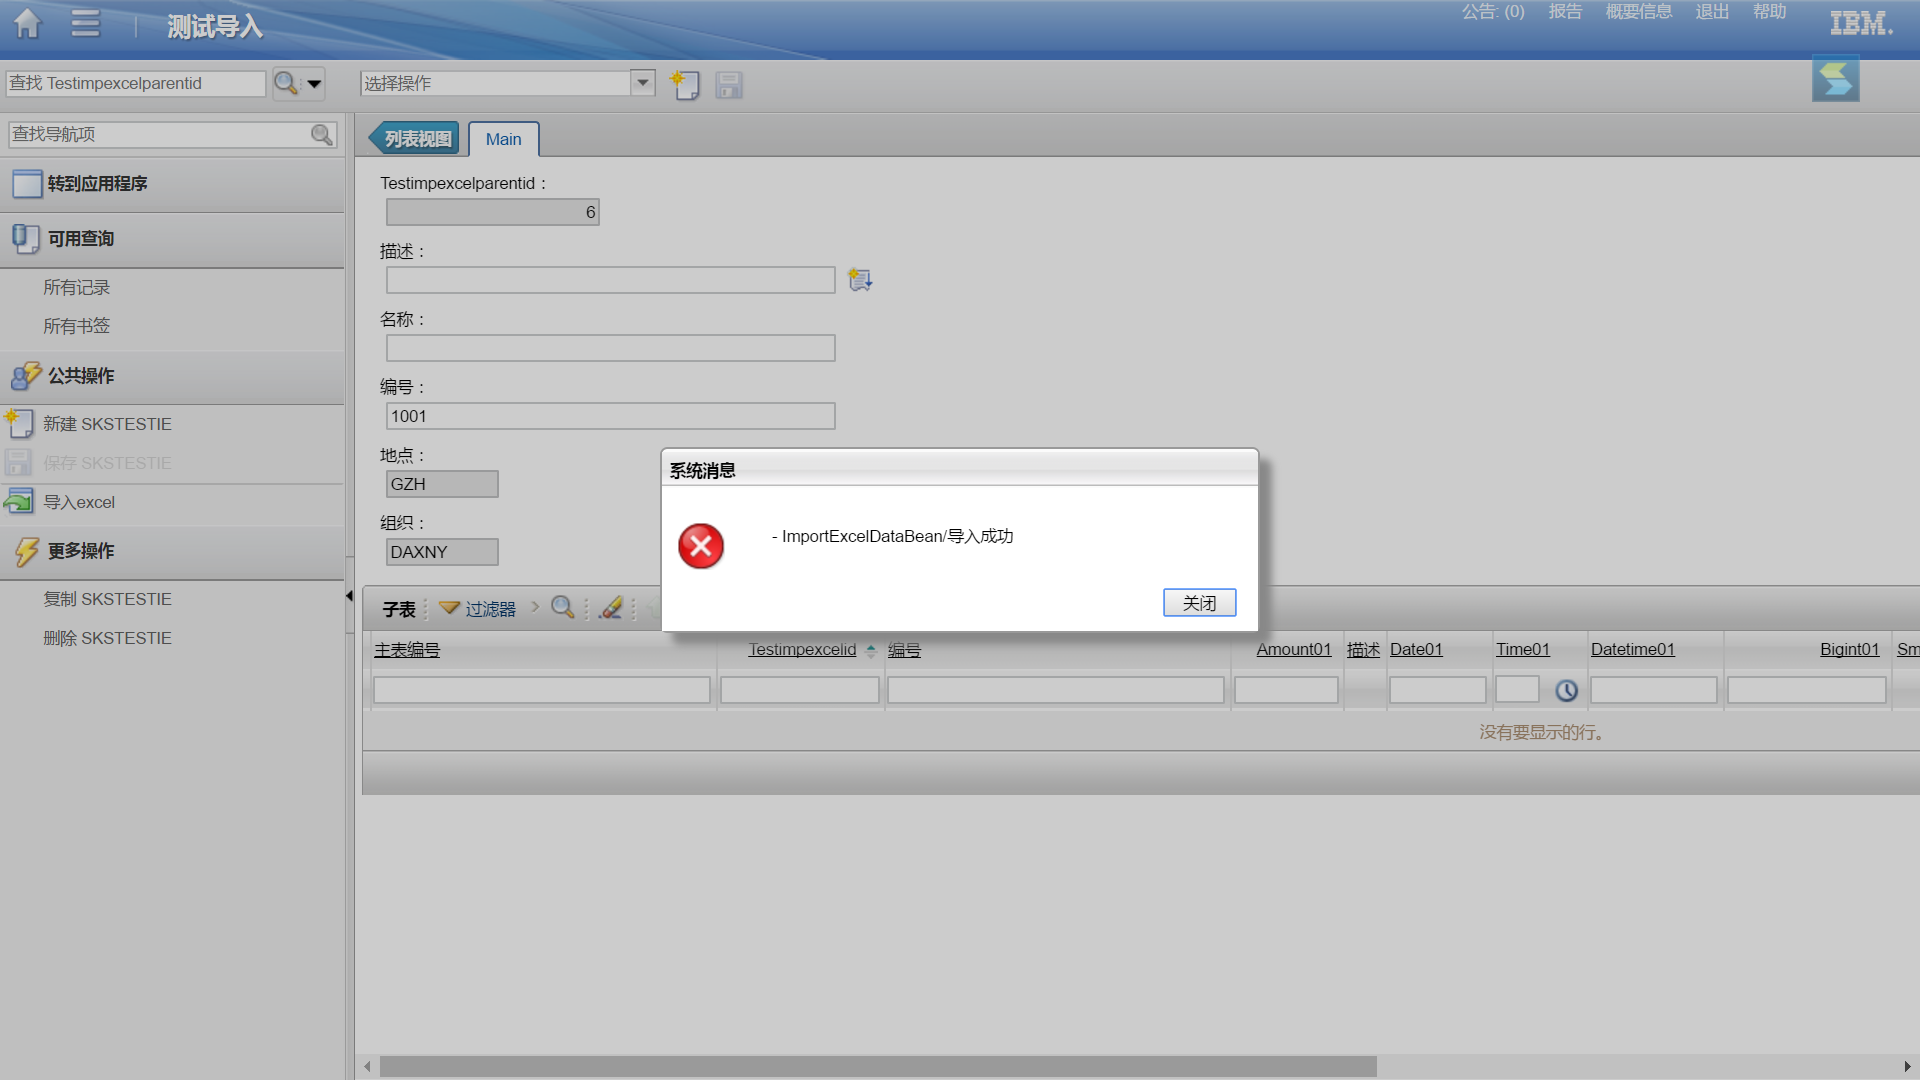 测试导入
公告: (0) 报告 概要信息 退出 帮助
IBM.
查找 Testimpexcelparentid
选择操作
查找导航项
转到应用程序
可用查询
所有记录
所有书签
公共操作
新建 SKSTESTIE
保存 SKSTESTIE
导入excel
更多操作
复制 SKSTESTIE
删除 SKSTESTIE
列表视图 Main
Testimpexcelparentid :
6
描述 :
名称 :
编号 :
1001
地点 :
GZH
组织 :
DAXNY
系统消息
- ImportExcelDataBean/导入成功
关闭
子表 过滤器
主表编号 Testimpexcelid 编号 Amount01 描述 Date01 Time01 Datetime01 Bigint01 Sm
没有要显示的行。